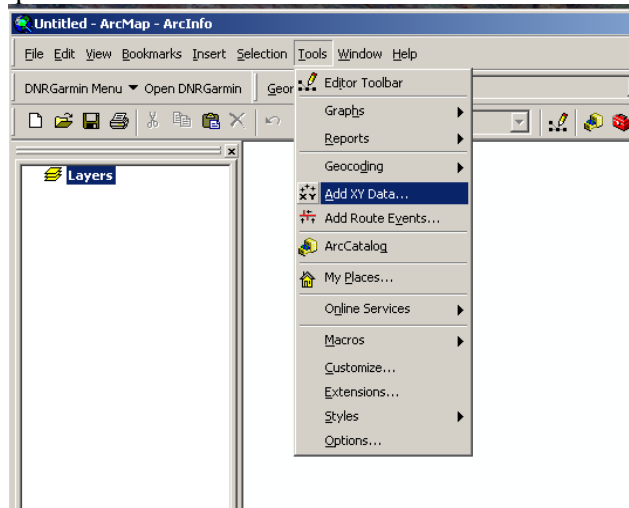 Untitled - ArcMap - ArcInfo
File Edit View Bookmarks Insert Selection Tools Window Help
DNRGarmin Menu Open DNRGarmin Geor
Editor Toolbar
Graphs
Reports
Geocoding
Add XY Data...
Add Route Events...
ArcCatalog
My Places...
Online Services
Macros
Customize...
Extensions...
Styles
Options...
Layers